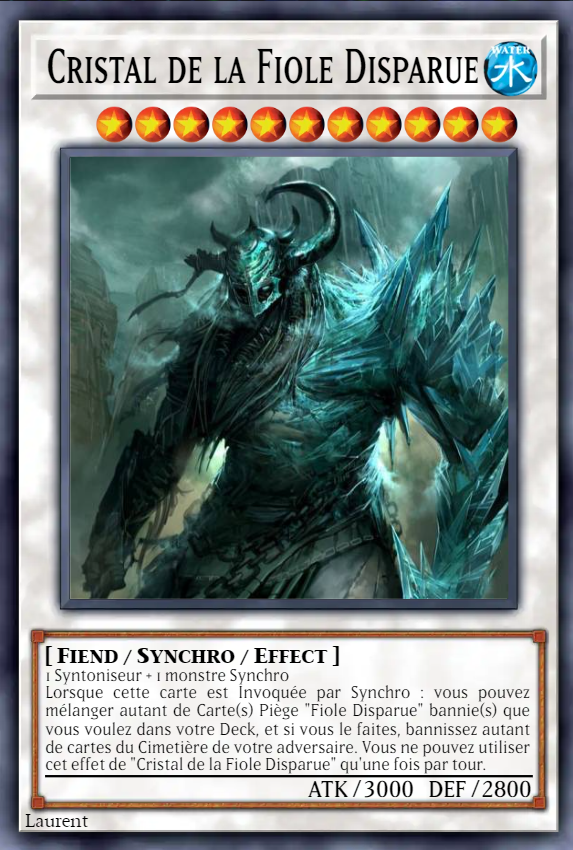 Cristal de la Fiole Disparue
WATER
水
[ Fiend / Synchro / Effect ]
1 Syntoniseur + 1 monstre Synchro
Lorsque cette carte est Invoquée par Synchro : vous pouvez
mélanger autant de Carte(s) Piège "Fiole Disparue" bannie(s) que
vous voulez dans votre Deck, et si vous le faites, bannissez autant
de cartes du Cimetière de votre adversaire. Vous ne pouvez utiliser
cet effet de "Cristal de la Fiole Disparue" qu'une fois par tour.
ATK/3000 DEF/2800
Laurent